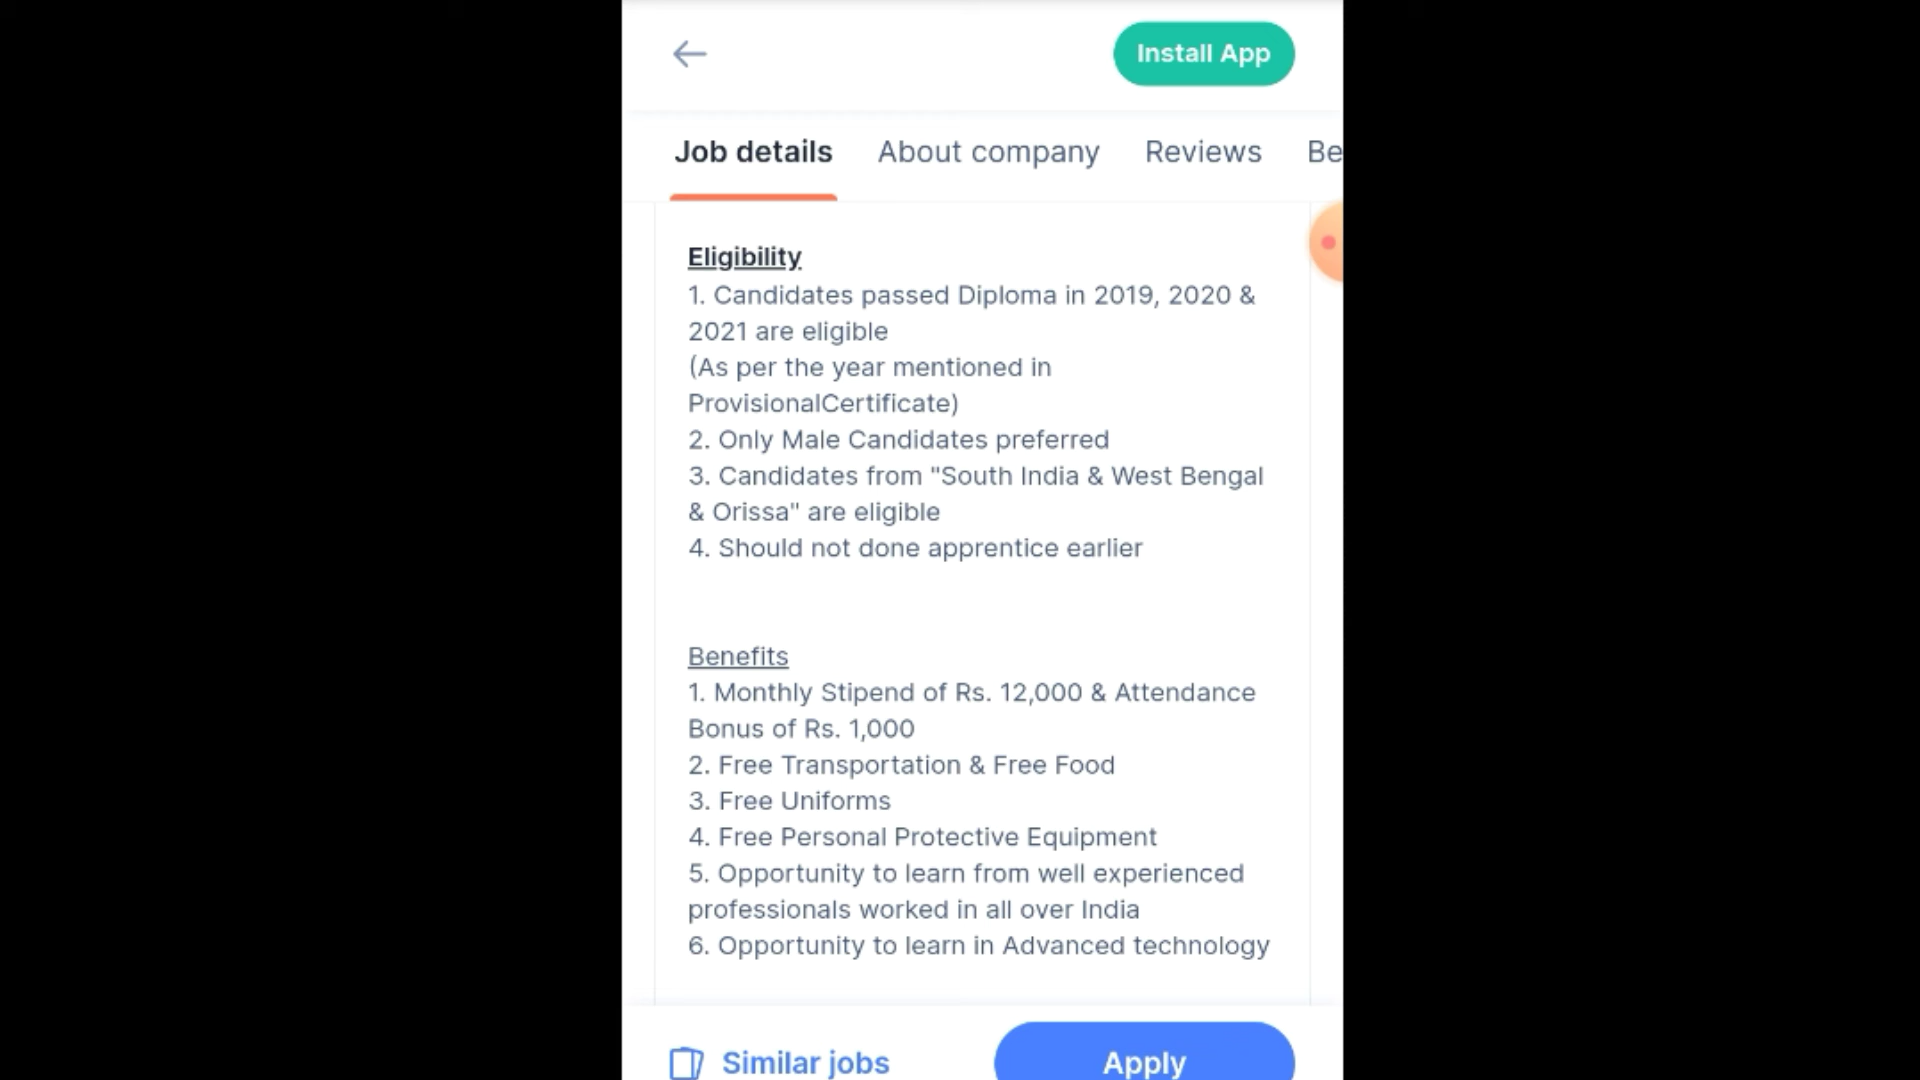 Install App
Job details About company Reviews Be
Eligibility
1. Candidates passed Diploma in 2019, 2020 &
2021 are eligible
(As per the year mentioned in
ProvisionalCertificate)
2. Only Male Candidates preferred
3. Candidates from "South India & West Bengal
& Orissa" are eligible
4. Should not done apprentice earlier
Benefits
1. Monthly Stipend of Rs. 12,000 & Attendance
Bonus of Rs. 1,000
2. Free Transportation & Free Food
3. Free Uniforms
4. Free Personal Protective Equipment
5. Opportunity to learn from well experienced
professionals worked in all over India
6. Opportunity to learn in Advanced technology
Similar jobs Apply